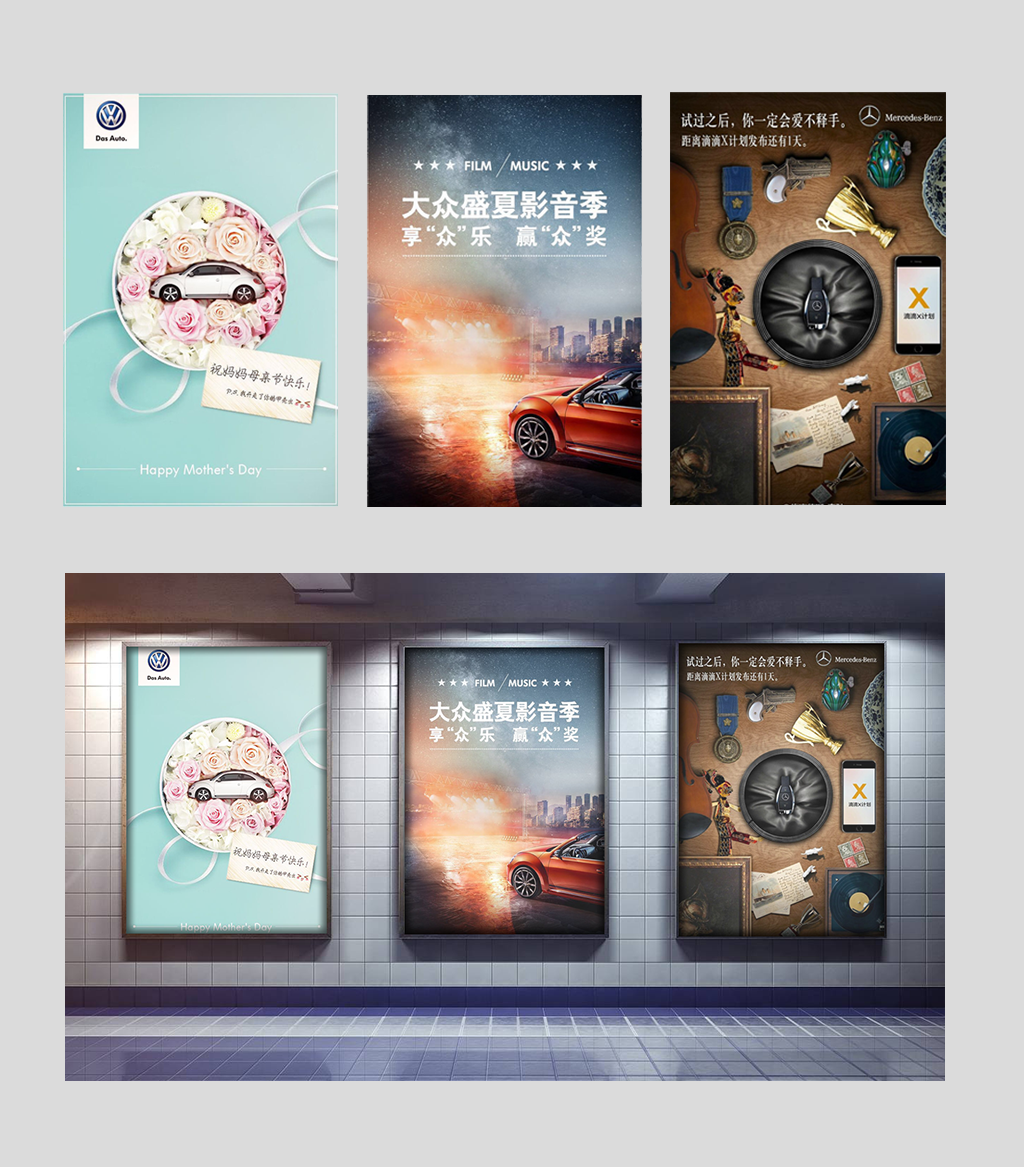 Das Auto.
祝妈妈母亲节快乐!
Happy Mother's Day
★ ★ ★ FILM / MUSIC ★ ★ ★
大众盛夏影音季
享“众”乐 赢“众”奖
试过之后,你一定会爱不释手。
距离滴滴X计划发布还有1天。
Mercedes-Benz
X
滴滴X计划
Das Auto.
祝妈妈母亲节快乐!
Happy Mother's Day
★ ★ ★ FILM / MUSIC ★ ★ ★
大众盛夏影音季
享“众”乐 赢“众”奖
试过之后,你一定会爱不释手。
距离滴滴X计划发布还有1天。
Mercedes-Benz
X
滴滴X计划